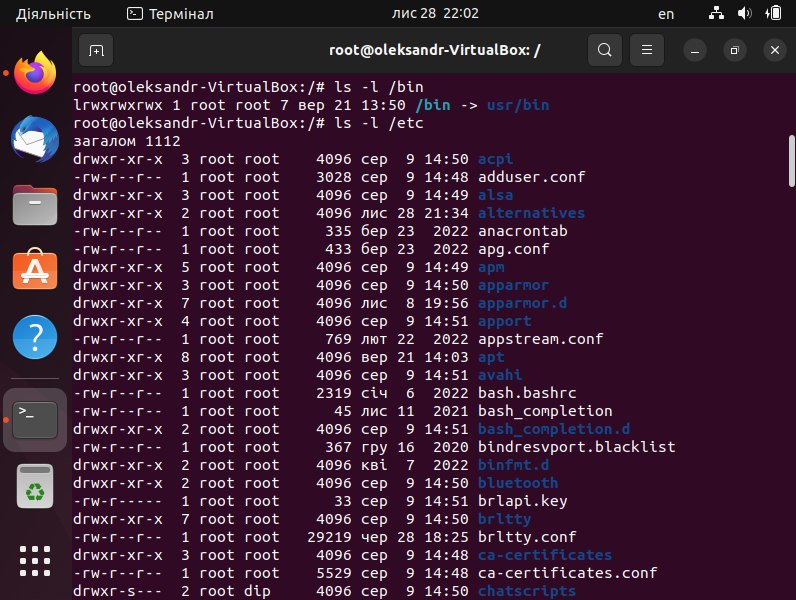 Діяльність Термінал лис 28 22:02 en
root@oleksandr-VirtualBox: /
root@oleksandr-VirtualBox:/# ls -l /bin
lrwxrwxrwx 1 root root 7 вер 21 13:50 /bin -> usr/bin
root@oleksandr-VirtualBox:/# ls -l /etc
загалом 1112
drwxr-xr-x 3 root root 4096 сер 9 14:50 acpi
-rw-r--r-- 1 root root 3028 сер 9 14:48 adduser.conf
drwxr-xr-x 3 root root 4096 сер 9 14:49 alsa
drwxr-xr-x 2 root root 4096 лис 28 21:34 alternatives
-rw-r--r-- 1 root root 335 бер 23 2022 anacrontab
-rw-r--r-- 1 root root 433 бер 23 2022 apg.conf
drwxr-xr-x 5 root root 4096 сер 9 14:49 apm
drwxr-xr-x 3 root root 4096 сер 9 14:50 apparmor
drwxr-xr-x 7 root root 4096 лис 8 19:56 apparmor.d
drwxr-xr-x 4 root root 4096 сер 9 14:51 apport
-rw-r--r-- 1 root root 769 лют 22 2022 appstream.conf
drwxr-xr-x 8 root root 4096 вер 21 14:03 apt
drwxr-xr-x 3 root root 4096 сер 9 14:51 avahi
-rw-r--r-- 1 root root 2319 січ 6 2022 bash.bashrc
-rw-r--r-- 1 root root 45 лис 11 2021 bash_completion
drwxr-xr-x 2 root root 4096 сер 9 14:51 bash_completion.d
-rw-r--r-- 1 root root 367 гру 16 2020 bindresvport.blacklist
drwxr-xr-x 2 root root 4096 кві 7 2022 binfmt.d
drwxr-xr-x 2 root root 4096 сер 9 14:50 bluetooth
-rw-r----- 1 root root 33 сер 9 14:51 brlapi.key
drwxr-xr-x 7 root root 4096 сер 9 14:50 brltty
-rw-r--r-- 1 root root 29219 чер 28 18:25 brltty.conf
drwxr-xr-x 3 root root 4096 сер 9 14:48 ca-certificates
-rw-r--r-- 1 root root 5529 сер 9 14:48 ca-certificates.conf
drwxr-s--- 2 root dip 4096 сер 9 14:50 chatscripts